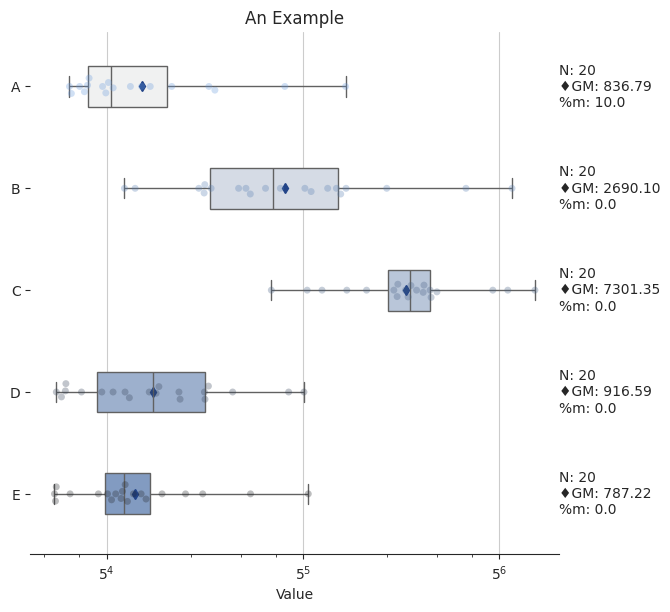 An Example
A
N: 20
♦GM: 836.79
%m: 10.0
B
N: 20
♦GM: 2690.10
%m: 0.0
C
N: 20
♦GM: 7301.35
%m: 0.0
D
N: 20
♦GM: 916.59
%m: 0.0
E
N: 20
♦GM: 787.22
%m: 0.0
5⁴ 5⁵ 5⁶
Value